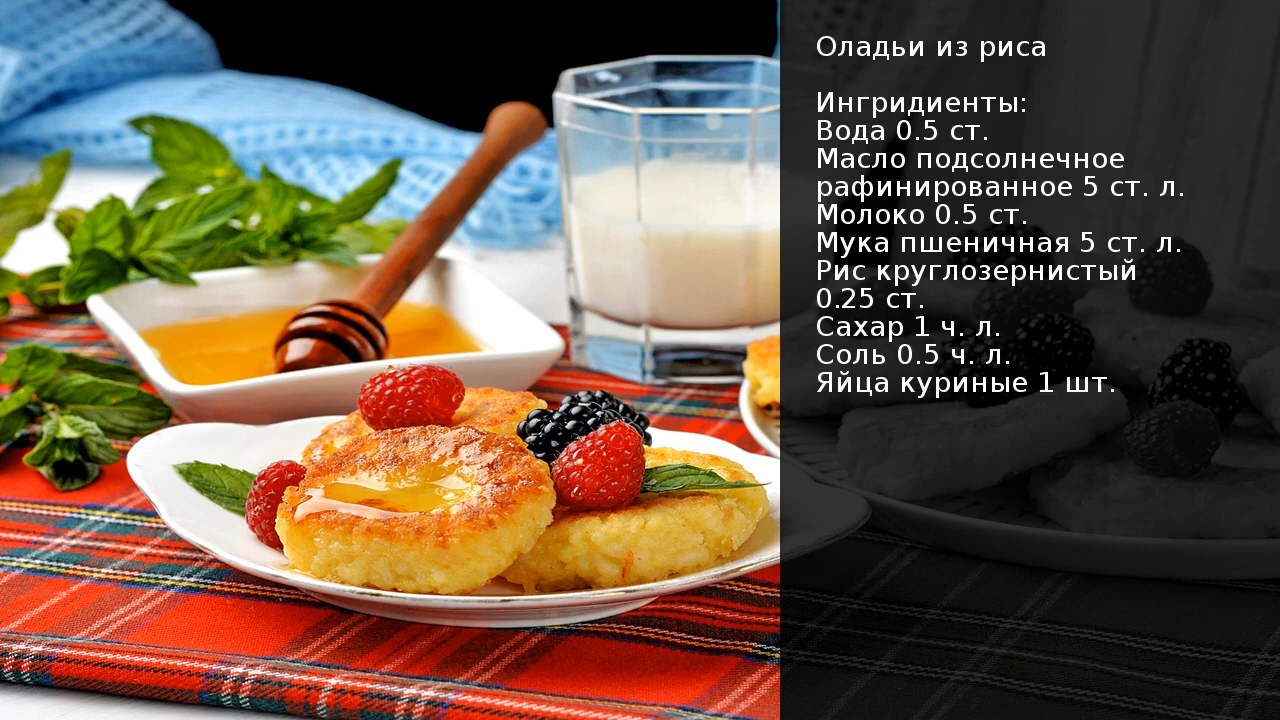 Оладьи из риса
Ингридиенты:
Вода 0.5 ст.
Масло подсолнечное
рафинированное 5 ст. л.
Молоко 0.5 ст.
Мука пшеничная 5 ст. л.
Рис круглозернистый
0.25 ст.
Сахар 1 ч. л.
Соль 0.5 ч. л.
Яйца куриные 1 шт.